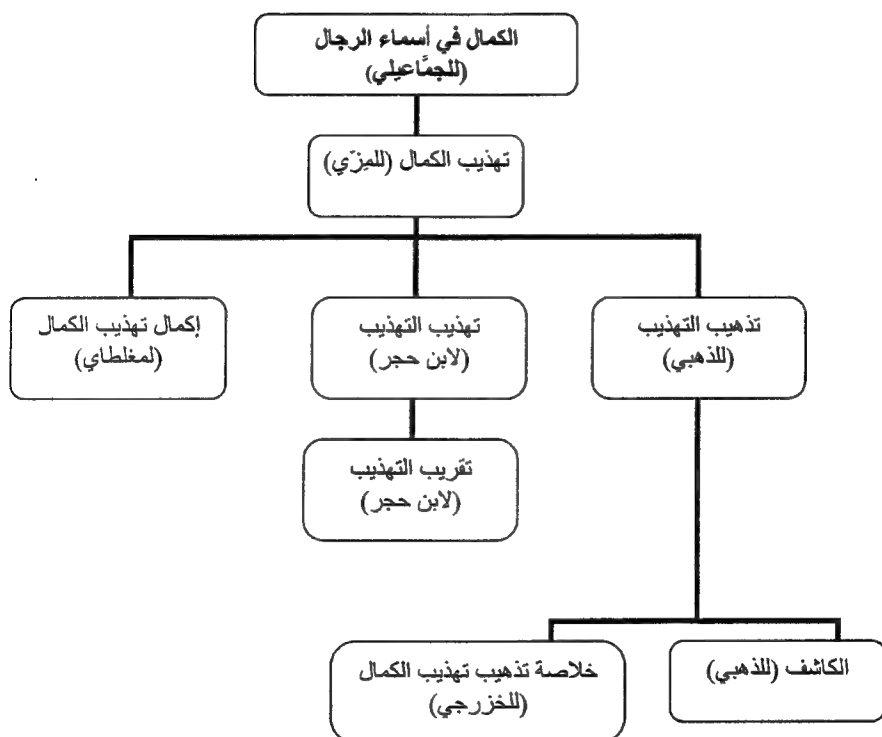 الكمال في أسماء الرجال
(للجمَّاعيلي)
تهذيب الكمال (للمِزّي)
تذهيب التهذيب
(للذهبي)
تهذيب التهذيب
(لابن حجر)
إكمال تهذيب الكمال
(لمغلطاي)
تقريب التهذيب
(لابن حجر)
الكاشف (للذهبي)
خلاصة تذهيب تهذيب الكمال
(للخزرجي)